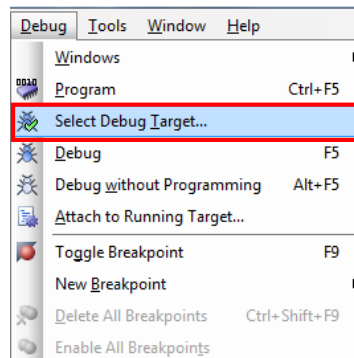 Debug Tools Window Help
Windows
Program Ctrl+F5
Select Debug Target...
Debug F5
Debug without Programming Alt+F5
Attach to Running Target...
Toggle Breakpoint F9
New Breakpoint
Delete All Breakpoints Ctrl+Shift+F9
Enable All Breakpoints